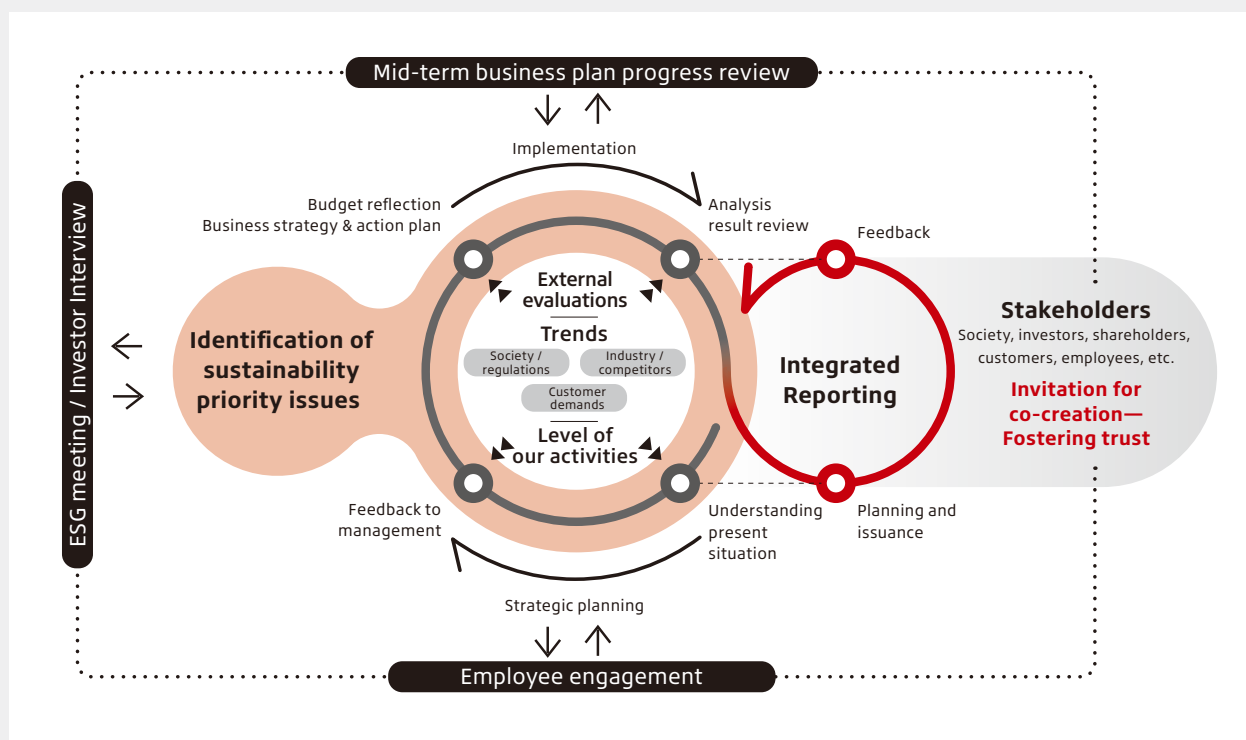 Mid-term business plan progress review
Implementation
Budget reflection
Business strategy & action plan
Analysis
result review
Feedback
ESG meeting / Investor Interview
Identification of
sustainability
priority issues
External
evaluations
Trends
Society /
regulations
Industry /
competitors
Customer
demands
Level of
our activities
Integrated
Reporting
Stakeholders
Society, investors, shareholders,
customers, employees, etc.
Invitation for
co-creation—
Fostering trust
Feedback to
management
Understanding
present
situation
Planning and
issuance
Strategic planning
Employee engagement